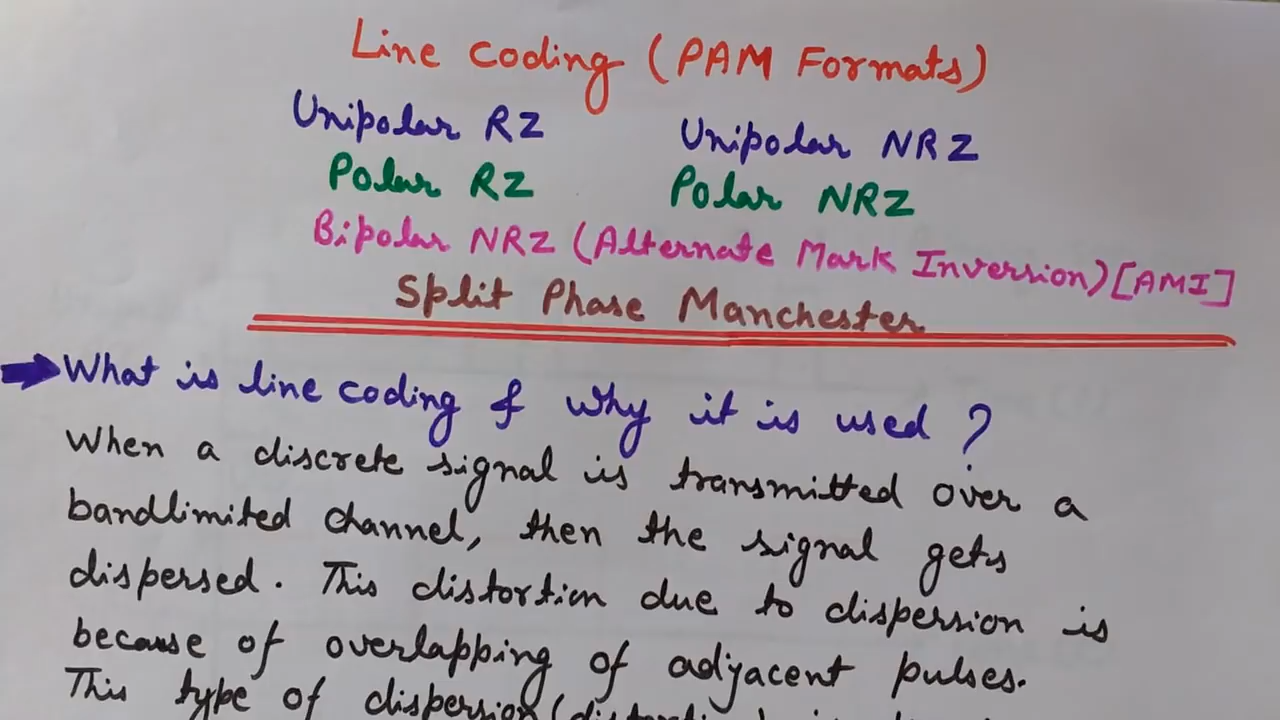 Line Coding (PAM Formats)
Unipolar RZ Unipolar NRZ
Polar RZ Polar NRZ
Bipolar NRZ (Alternate Mark Inversion) [AMI]
Split Phase Manchester
What is line coding & why it is used ?
When a discrete signal is transmitted over a
bandlimited channel, then the signal gets
dispersed. This distortion due to dispersion is
because of overlapping of adjacent pulses.
This type of dispersion